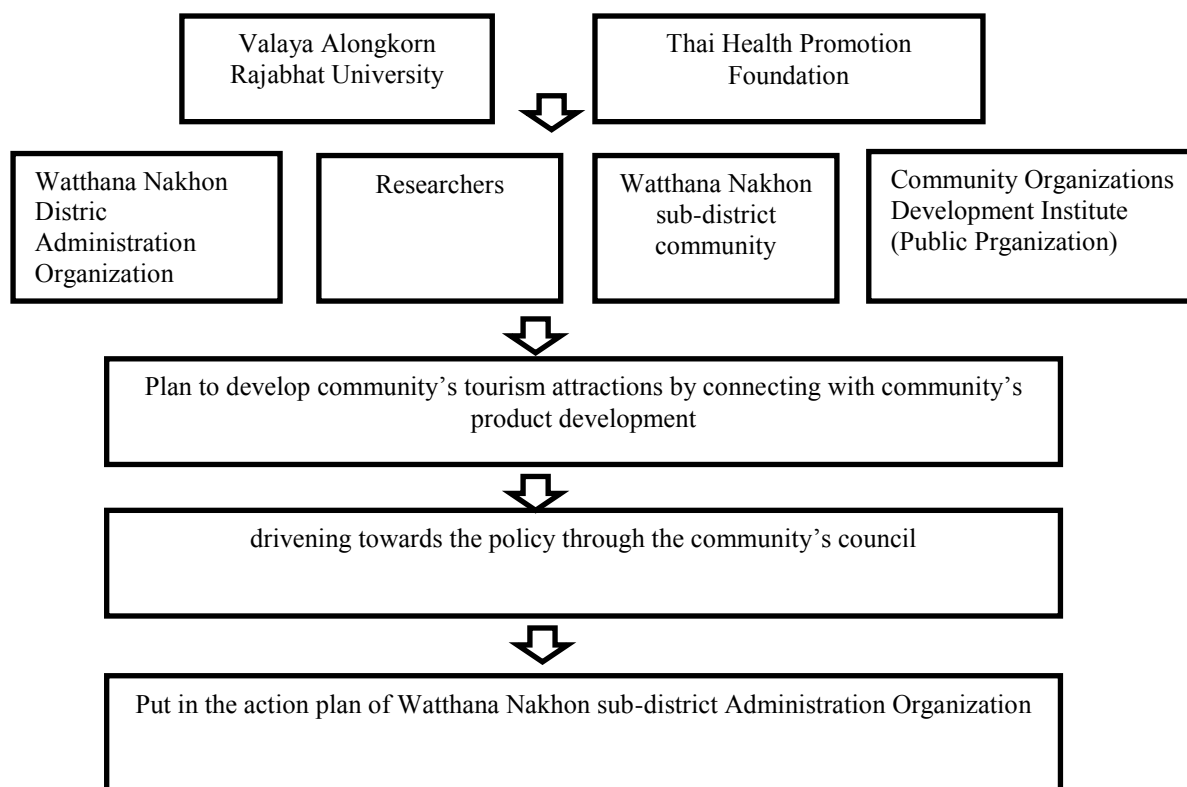 Valaya Alongkorn
Rajabhat University
Thai Health Promotion
Foundation
Watthana Nakhon
Distric
Administration
Organization
Researchers
Watthana Nakhon
sub-district
community
Community Organizations
Development Institute
(Public Prganization)
Plan to develop community’s tourism attractions by connecting with community’s
product development
drivening towards the policy through the community’s council
Put in the action plan of Watthana Nakhon sub-district Administration Organization